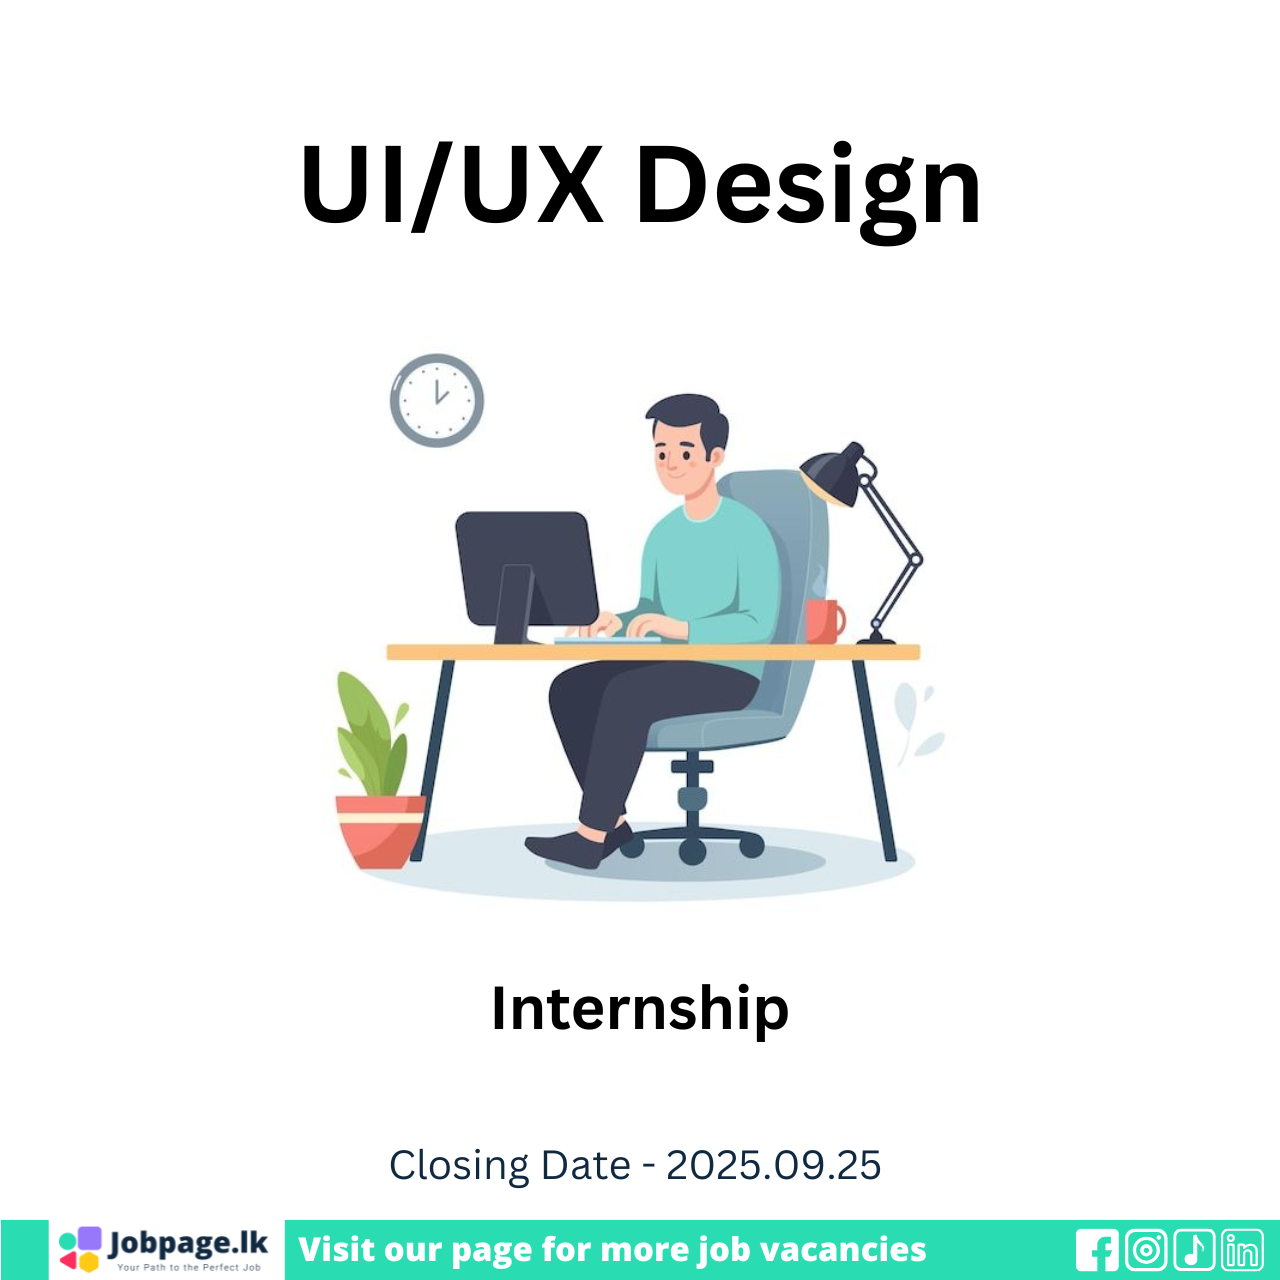 UI/UX Design
Internship
Closing Date - 2025.09.25
Jobpage.lk
Your Path to the Perfect Job
Visit our page for more job vacancies
in